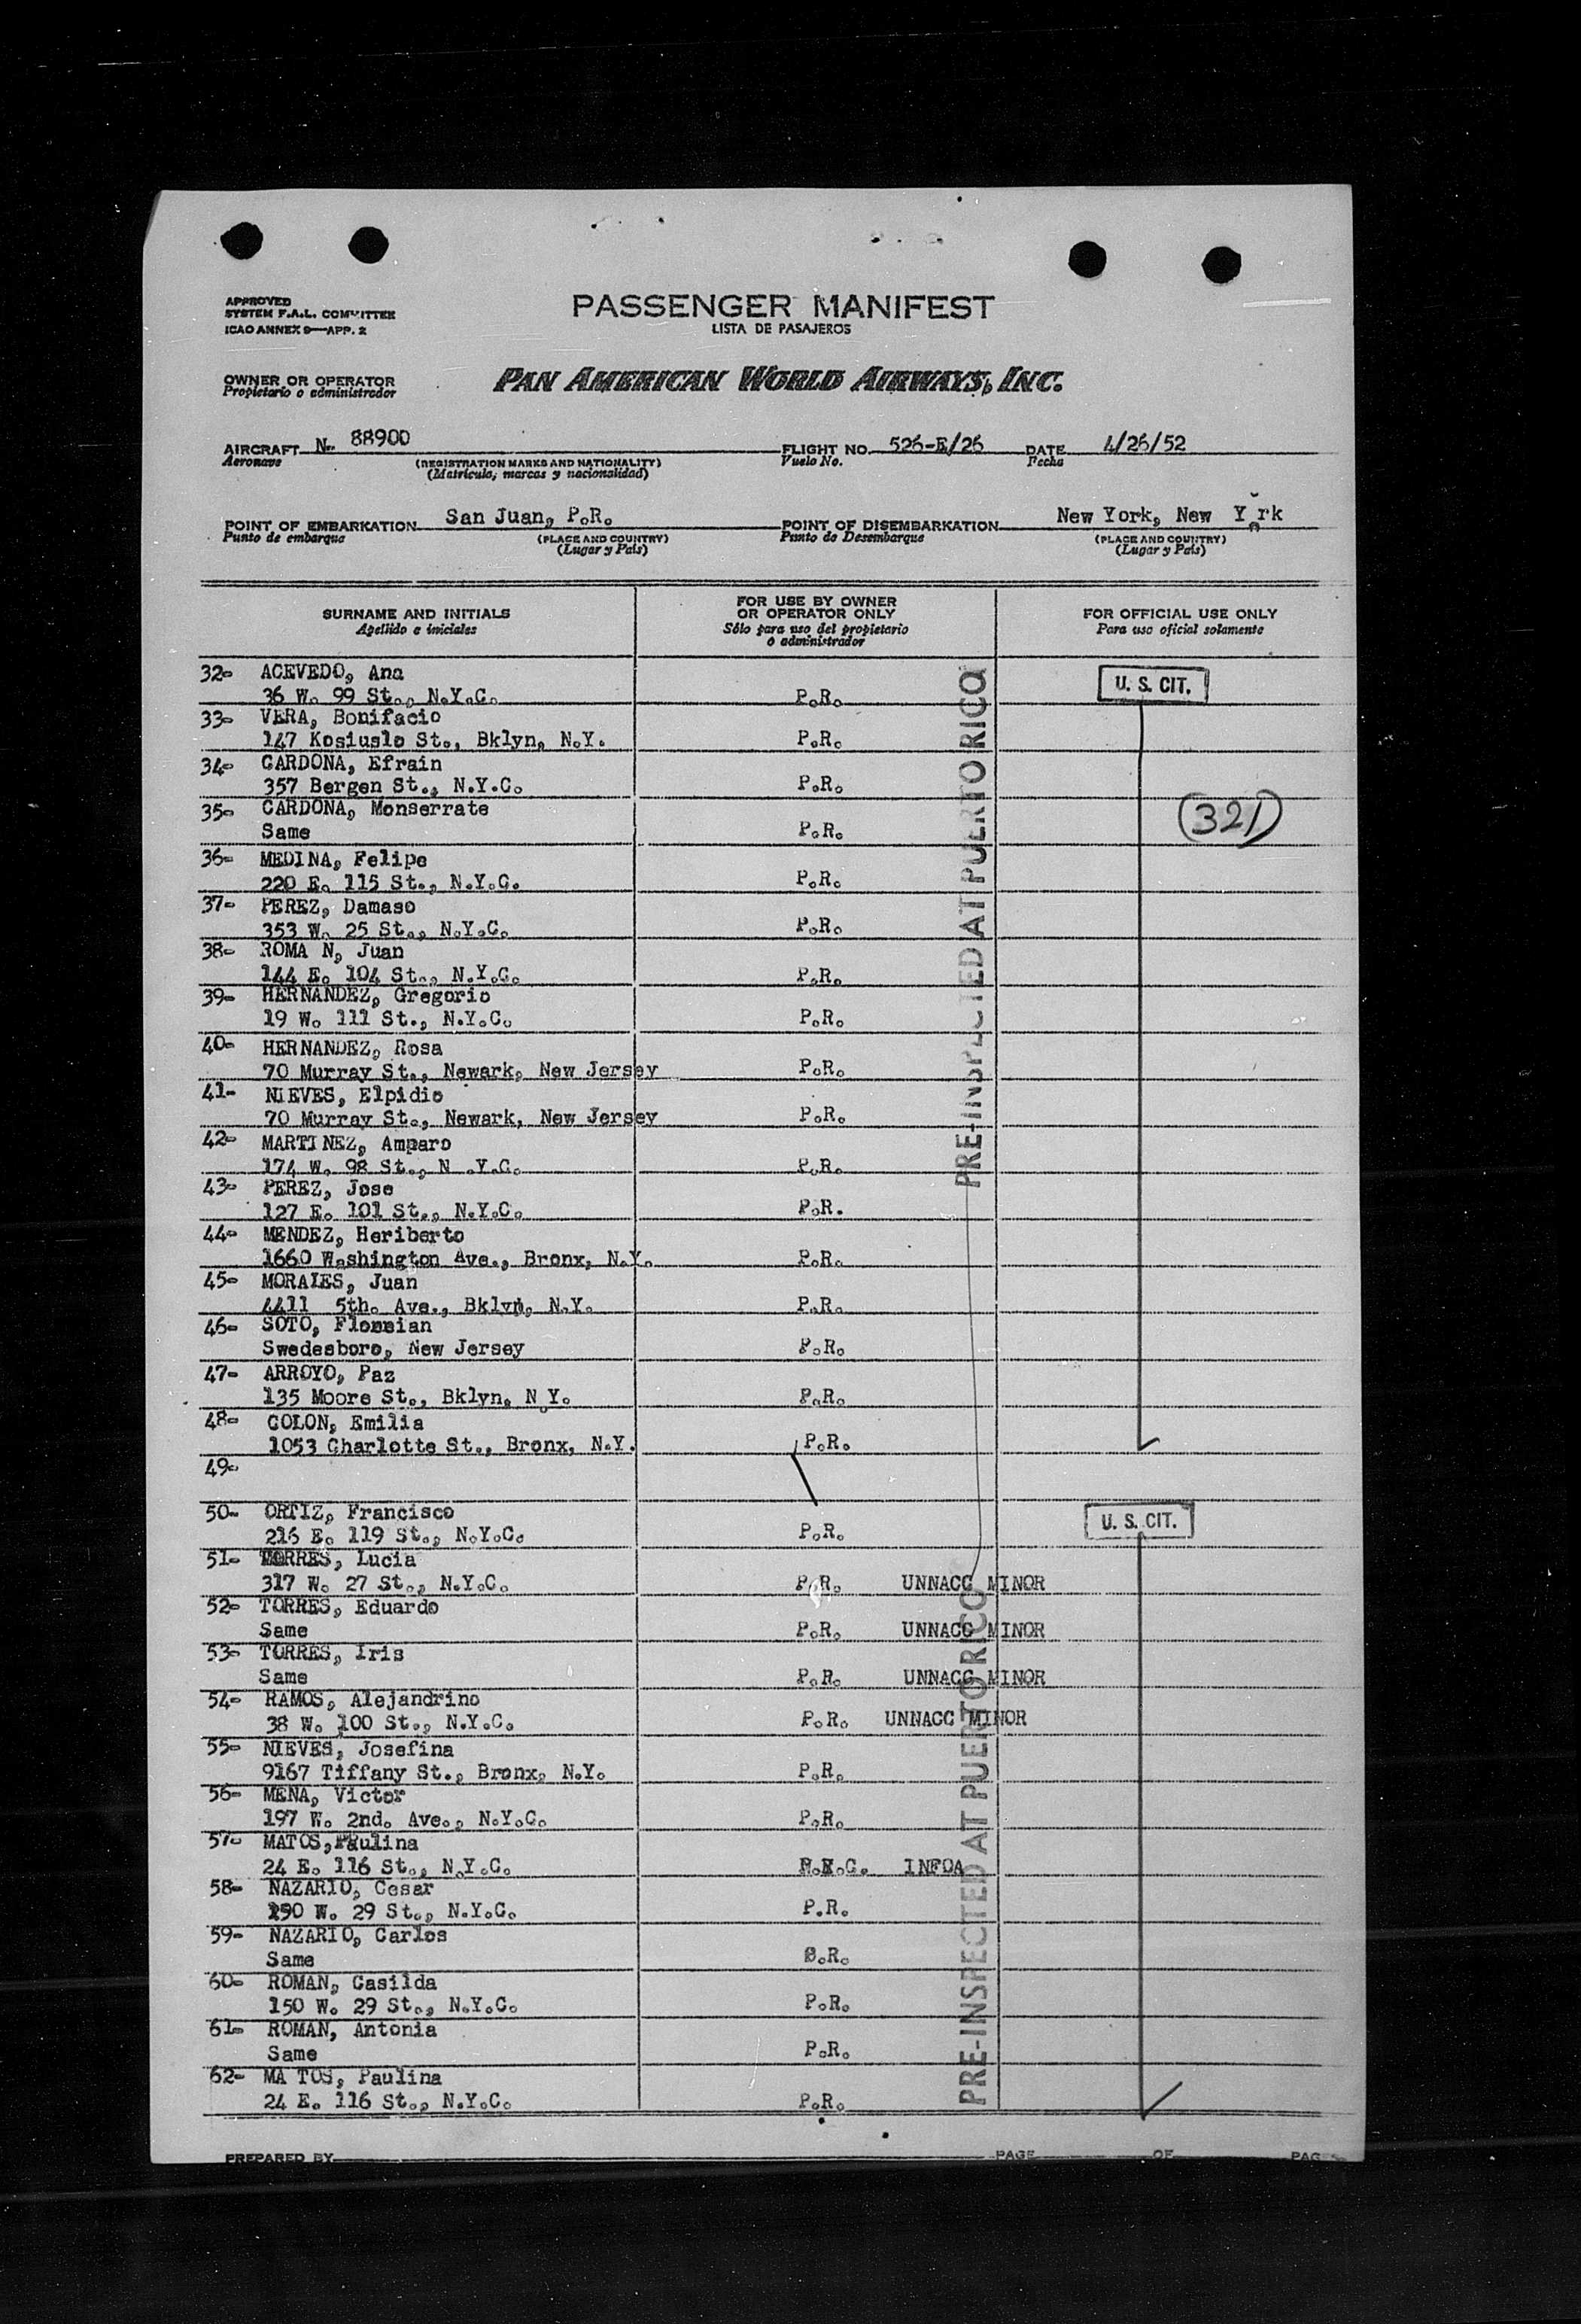 APPROVED
SYSTEM F.A.L. COMMITTEE
ICAO ANNEX 9—APP. 2
PASSENGER MANIFEST
LISTA DE PASAJEROS
OWNER OR OPERATOR
Propietario o administrador
PAN AMERICAN WORLD AIRWAYS, INC.
AIRCRAFT N- 88900 FLIGHT NO. 526-E/26 DATE 4/26/52
Aeronave (REGISTRATION MARKS AND NATIONALITY) Vuelo No. Fecha
(Matrícula, marcas y nacionalidad)
POINT OF EMBARKATION San Juan, P.R. POINT OF DISEMBARKATION New York, New York
Punto de embarque (PLACE AND COUNTRY) Punto de Desembarque (PLACE AND COUNTRY)
(Lugar y País) (Lugar y País)
SURNAME AND INITIALS
Apellido e iniciales
FOR USE BY OWNER
OR OPERATOR ONLY
Sólo para uso del propietario
o administrador
FOR OFFICIAL USE ONLY
Para uso oficial solamente
32- ACEVEDO, Ana
36 W. 99 St., N.Y.C. P.R. U. S. CIT.
33- VERA, Bonifacio
147 Kosiuslo St., Bklyn, N.Y. P.R.
34- CARDONA, Efrain
357 Bergen St., N.Y.C. P.R.
35- CARDONA, Monserrate
Same P.R. (321)
36- MEDINA, Felipe
220 E. 115 St., N.Y.C. P.R.
37- PEREZ, Damaso
353 W. 25 St., N.Y.C. P.R.
38- ROMA N, Juan
144 E. 104 St., N.Y.C. P.R.
39- HERNANDEZ, Gregorio
19 W. 111 St., N.Y.C. P.R.
40- HERNANDEZ, Rosa
70 Murray St., Newark, New Jersey P.R.
41- NIEVES, Elpidio
70 Murray St., Newark, New Jersey P.R.
42- MARTINEZ, Amparo
174 W. 98 St., N .Y.C. P.R.
43- PEREZ, Jose
127 E. 101 St., N.Y.C. P.R.
44- MENDEZ, Heriberto
1660 Washington Ave., Bronx, N.Y. P.R.
45- MORALES, Juan
4411 5th. Ave., Bklyn, N.Y. P.R.
46- SOTO,
Swedesboro, New Jersey P.R.
47- ARROYO, Paz
135 Moore St., Bklyn, N Y. P.R.
48- COLON, Emilia
1053 Charlotte St., Bronx, N.Y. P.R.
49-
50- ORTIZ, Francisco
216 E. 119 St., N.Y.C. P.R. U. S. CIT.
51- TORRES, Lucia
317 W. 27 St., N.Y.C. P.R. UNNACC MINOR
52- TORRES, Eduardo
Same P.R. UNNACC MINOR
53- TORRES, Iris
Same P.R. UNNACC MINOR
54- RAMOS, Alejandrino
38 W. 100 St., N.Y.C. P.R. UNNACC MINOR
55- NIEVES, Josefina
9167 Tiffany St., Bronx, N.Y. P.R.
56- MENA, Victor
197 W. 2nd. Ave., N.Y.C. P.R.
57- MATOS, Paulina
24 E. 116 St., N.Y.C.
58- NAZARIO, Cesar
W. 29 St., N.Y.C. P.R.
59- NAZARIO, Carlos
Same
60- ROMAN, Casilda
150 W. 29 St., N.Y.C. P.R.
61- ROMAN, Antonia
Same P.R.
62- MA TOS, Paulina
24 E. 116 St., N.Y.C. P.R.
PRE-INSPECTED AT PUERTO RICO
PRE-INSPECTED AT PUERTO RICO
PREPARED BY PAGE OF PAG